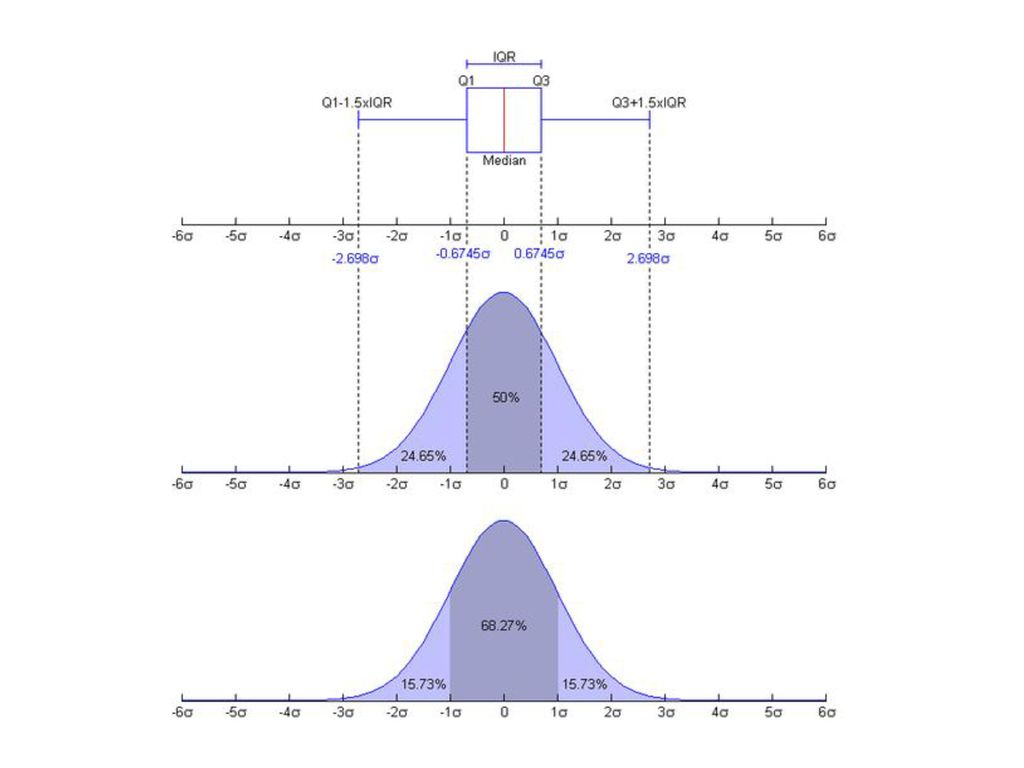 IQR
Q1 Q3
Q1-1.5xIQR Q3+1.5xIQR
Median
-6σ -5σ -4σ -3σ -2σ -1σ 0 1σ 2σ 3σ 4σ 5σ 6σ
-2.698σ -0.6745σ 0.6745σ 2.698σ
50%
24.65% 24.65%
-6σ -5σ -4σ -3σ -2σ -1σ 0 1σ 2σ 3σ 4σ 5σ 6σ
68.27%
15.73% 15.73%
-6σ -5σ -4σ -3σ -2σ -1σ 0 1σ 2σ 3σ 4σ 5σ 6σ